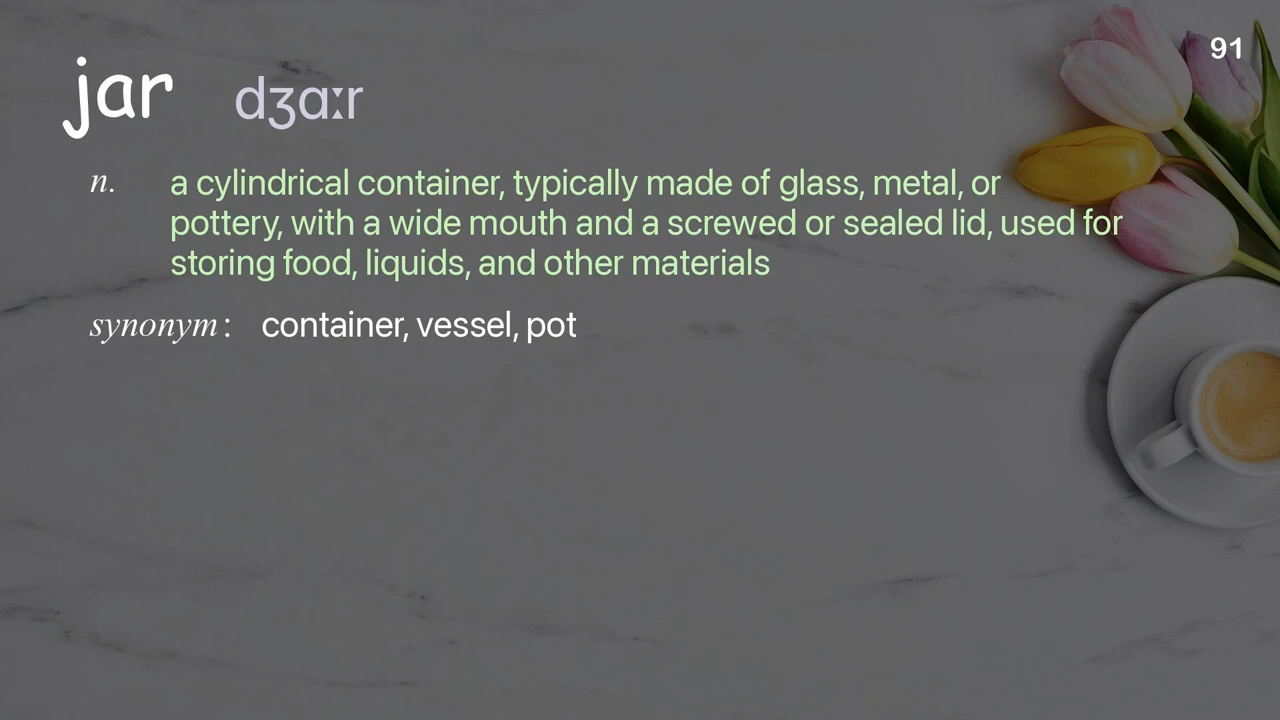 91
jar dʒɑːr
n. a cylindrical container, typically made of glass, metal, or
pottery, with a wide mouth and a screwed or sealed lid, used for
storing food, liquids, and other materials
synonym: container, vessel, pot